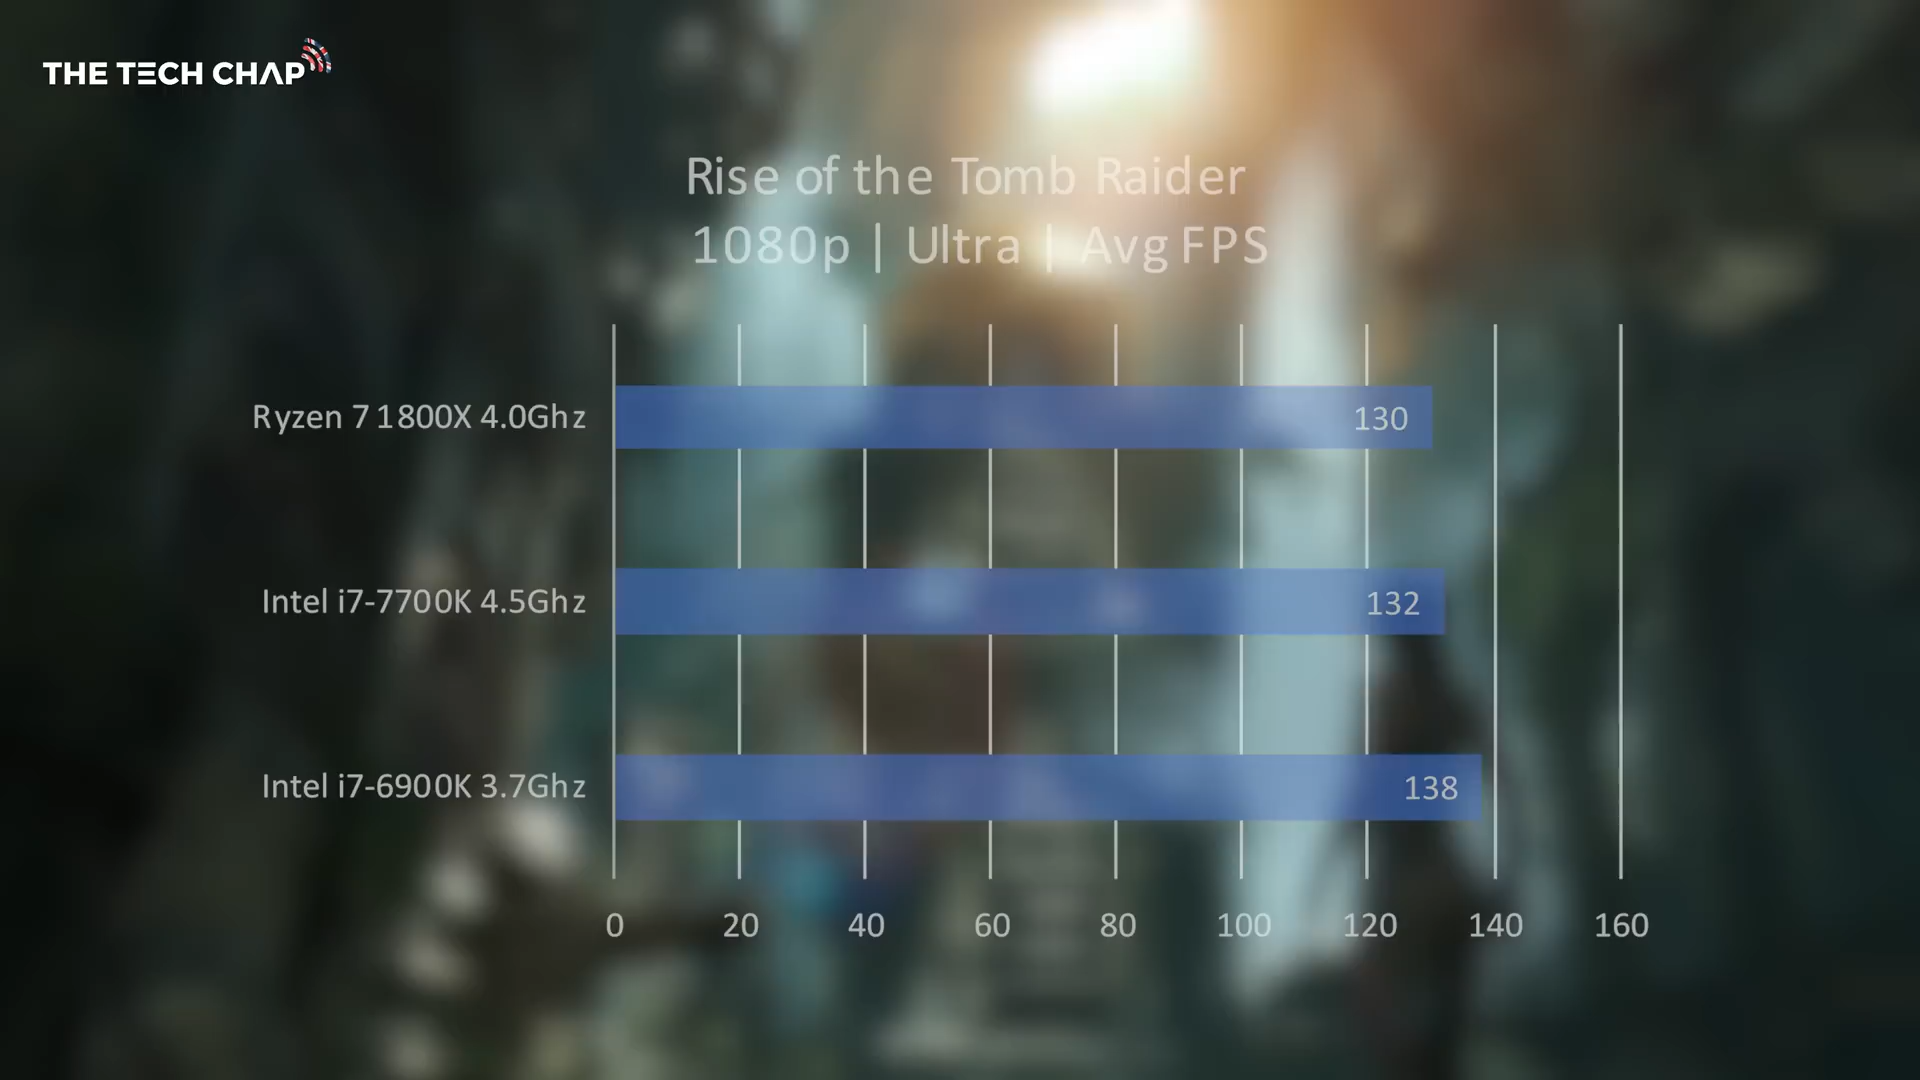 THE TECH CHAP
Rise of the Tomb Raider
1080p | Ultra | Avg FPS
Ryzen 7 1800X 4.0Ghz
130
Intel i7-7700K 4.5Ghz
132
Intel i7-6900K 3.7Ghz
138
0 20 40 60 80 100 120 140 160